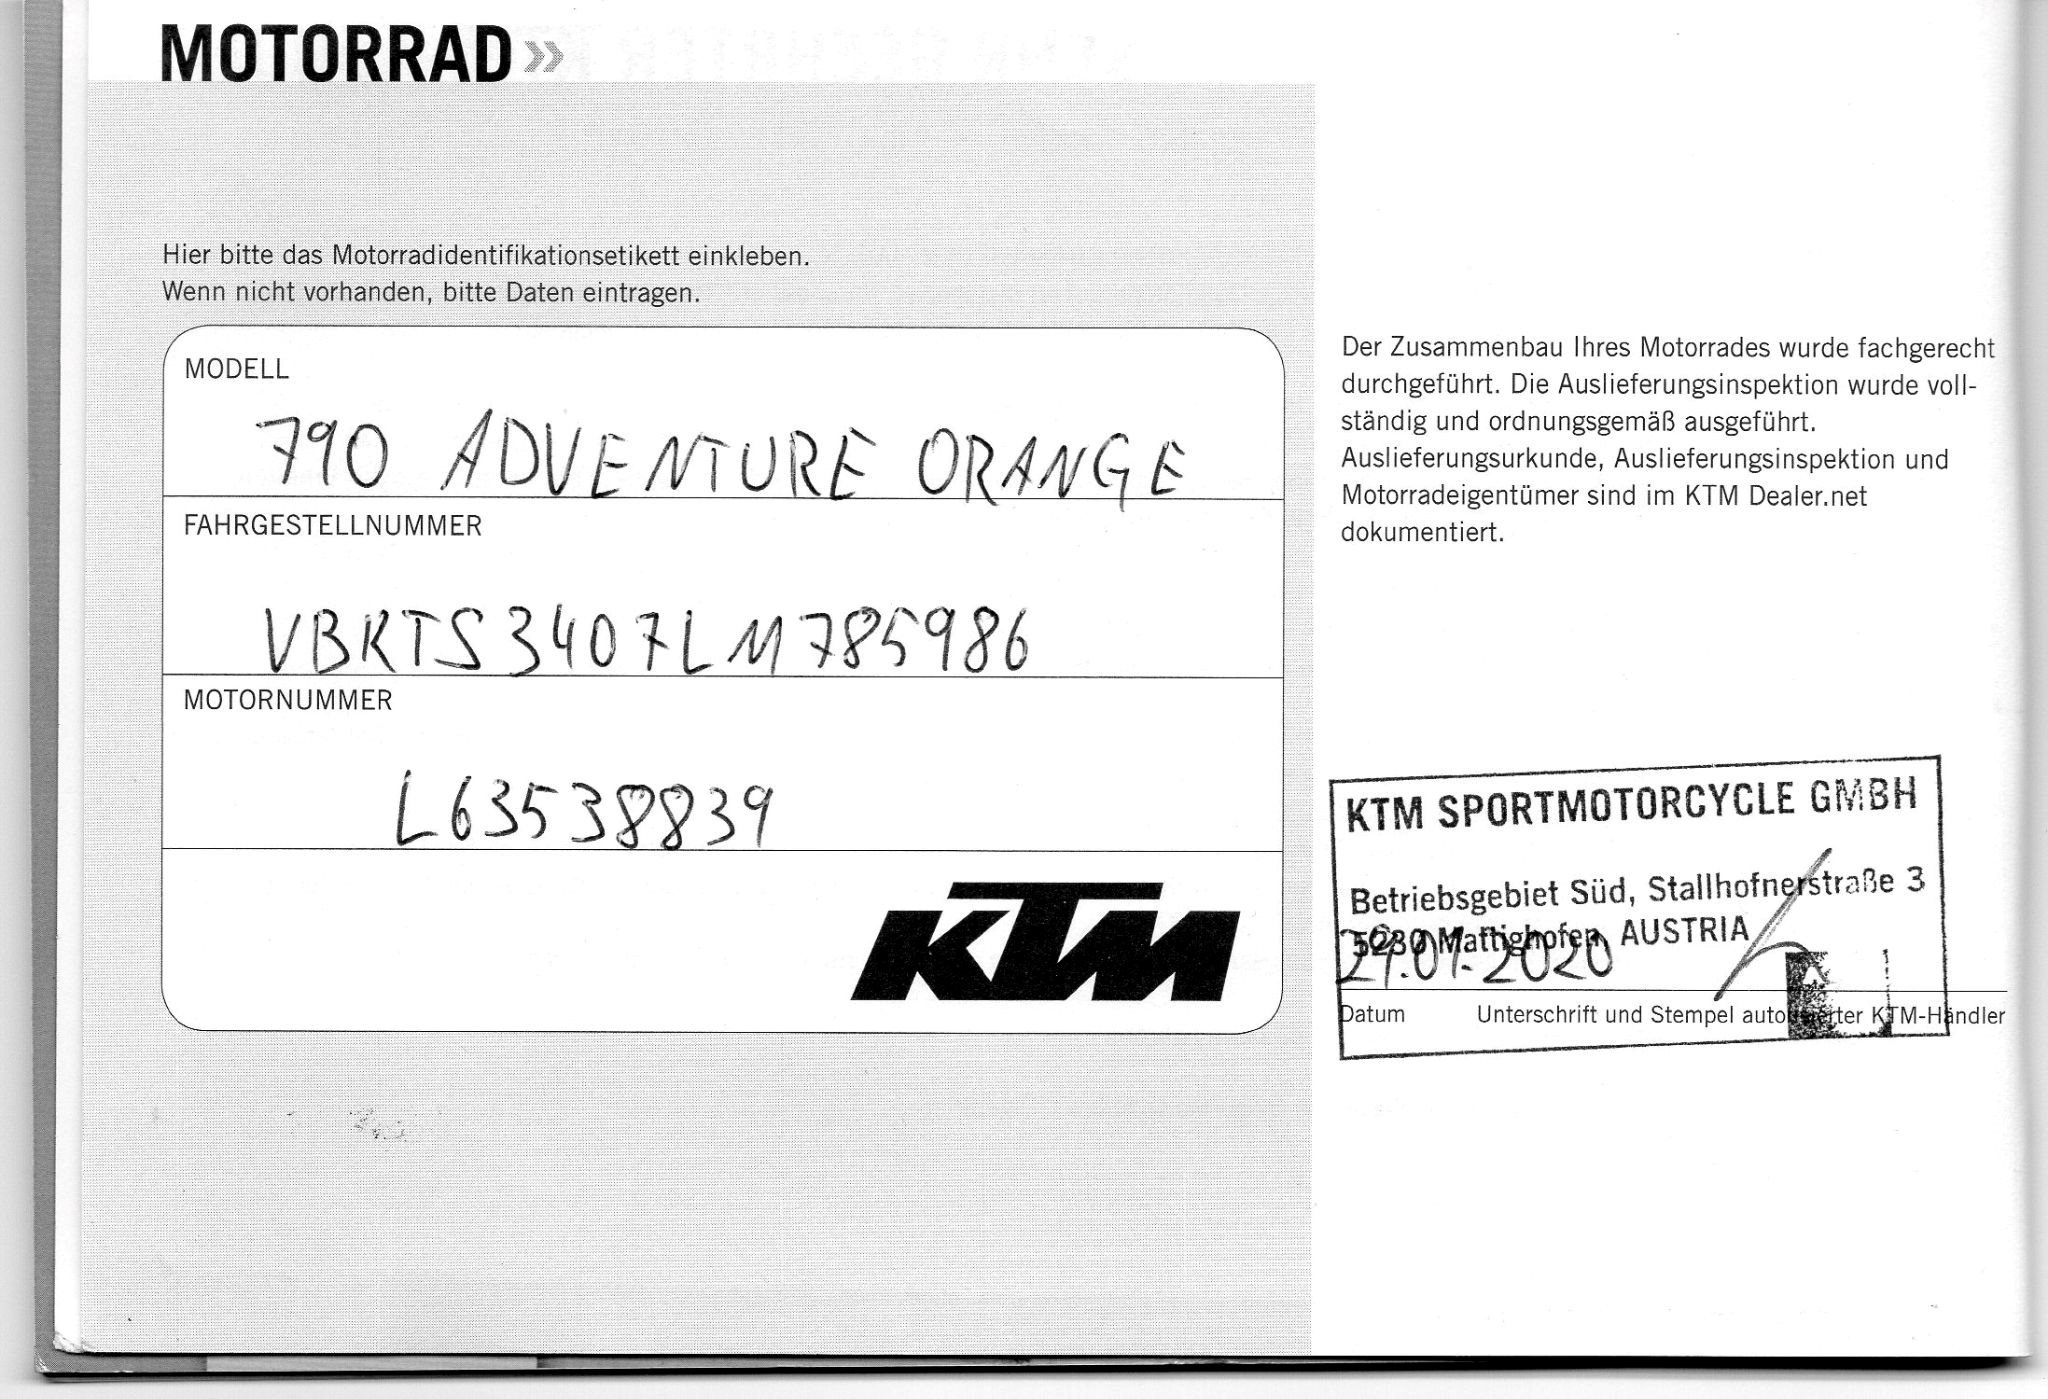 MOTORRAD »
Hier bitte das Motorradidentifikationsetikett einkleben.
Wenn nicht vorhanden, bitte Daten eintragen.
MODELL
790 ADVENTURE ORANGE
FAHRGESTELLNUMMER
VBKTS3407LM785986
MOTORNUMMER
L63538839
KTM
Der Zusammenbau Ihres Motorrades wurde fachgerecht
durchgeführt. Die Auslieferungsinspektion wurde voll-
ständig und ordnungsgemäß ausgeführt.
Auslieferungsurkunde, Auslieferungsinspektion und
Motorradeigentümer sind im KTM Dealer.net
dokumentiert.
KTM SPORTMOTORCYCLE GMBH
Betriebsgebiet Süd, Stallhofnerstraße 3
5230 Mattighofen, AUSTRIA
.01.2020
Datum Unterschrift und Stempel autorisierter KTM-Händler